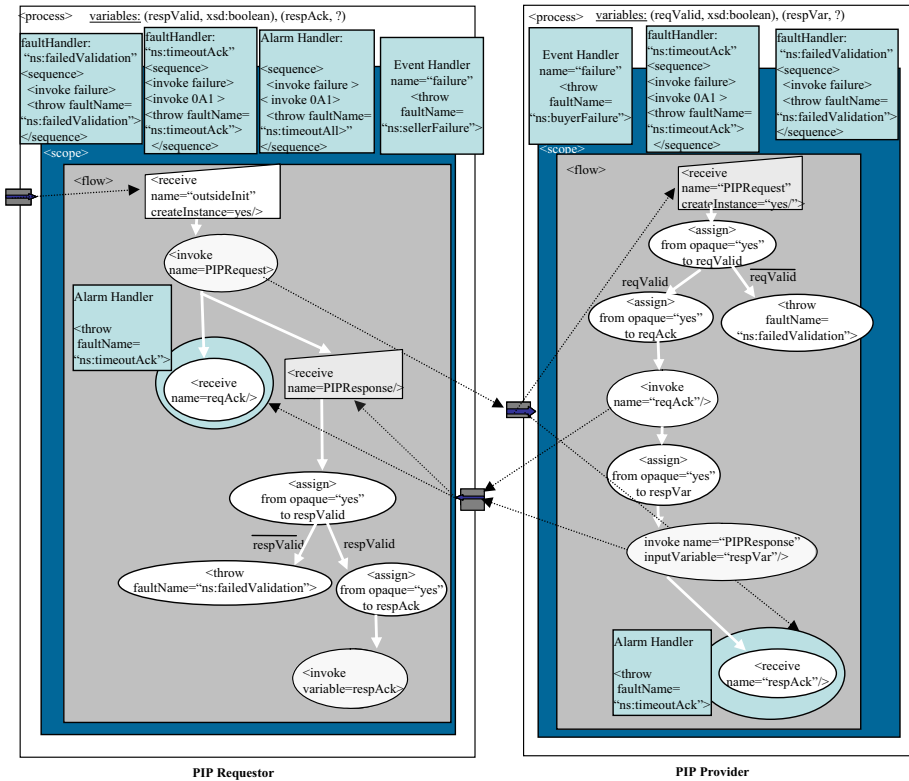 <process>
variables: (respValid, xsd:boolean), (respAck, ?)
faultHandler:
“ns:failedValidation”
<sequence>
<invoke failure>
<throw faultName=
“ns:failedValidation>
</sequence>
faultHandler:
“ns:timeoutAck”
<sequence>
<invoke failure>
<invoke 0A1 >
<throw faultName=
“ns:timeoutAck”>
</sequence>
Alarm Handler:
<sequence>
<invoke failure >
< invoke 0A1>
<throw faultName=
“ns:timeoutAll>”
</sequence>
Event Handler
name=“failure”
<throw
faultName=
“ns:sellerFailure”>
<scope>
<flow>
<receive
name=“outsideInit”
createInstance=yes/>
<invoke
name=PIPRequest>
Alarm Handler
<throw
faultName=
“ns:timeoutAck”>
<receive
name=reqAck/>
<receive
name=PIPResponse/>
<assign>
from opaque=“yes”
to respValid
respValid
respValid
<throw
faultName=“ns:failedValidation”>
<assign>
from opaque=“yes”
to respAck
<invoke
variable=respAck>
PIP Requestor
<process>
variables: (reqValid, xsd:boolean), (respVar, ?)
Event Handler
name=“failure”
<throw
faultName=
“ns:buyerFailure”>
faultHandler:
“ns:timeoutAck”
<sequence>
<invoke failure>
<invoke 0A1 >
<throw faultName=
“ns:timeoutAck”>
</sequence>
faultHandler:
“ns:failedValidation”
<sequence>
<invoke failure>
<throw faultName=
“ns:failedValidation>
</sequence>
<scope>
<flow>
<receive
name=“PIPRequest”
createInstance=“yes/”>
<assign>
from opaque=“yes”
to reqValid
reqValid
reqValid
<assign>
from opaque=“yes”
to reqAck
<throw
faultName=
“ns:failedValidation”>
<invoke
name=“reqAck”/>
<assign>
from opaque=“yes”
to respVar
invoke name=“PIPResponse”
inputVariable=“respVar”/>
Alarm Handler
<throw
faultName=
“ns:timeoutAck”>
<receive
name=“respAck”/>
PIP Provider